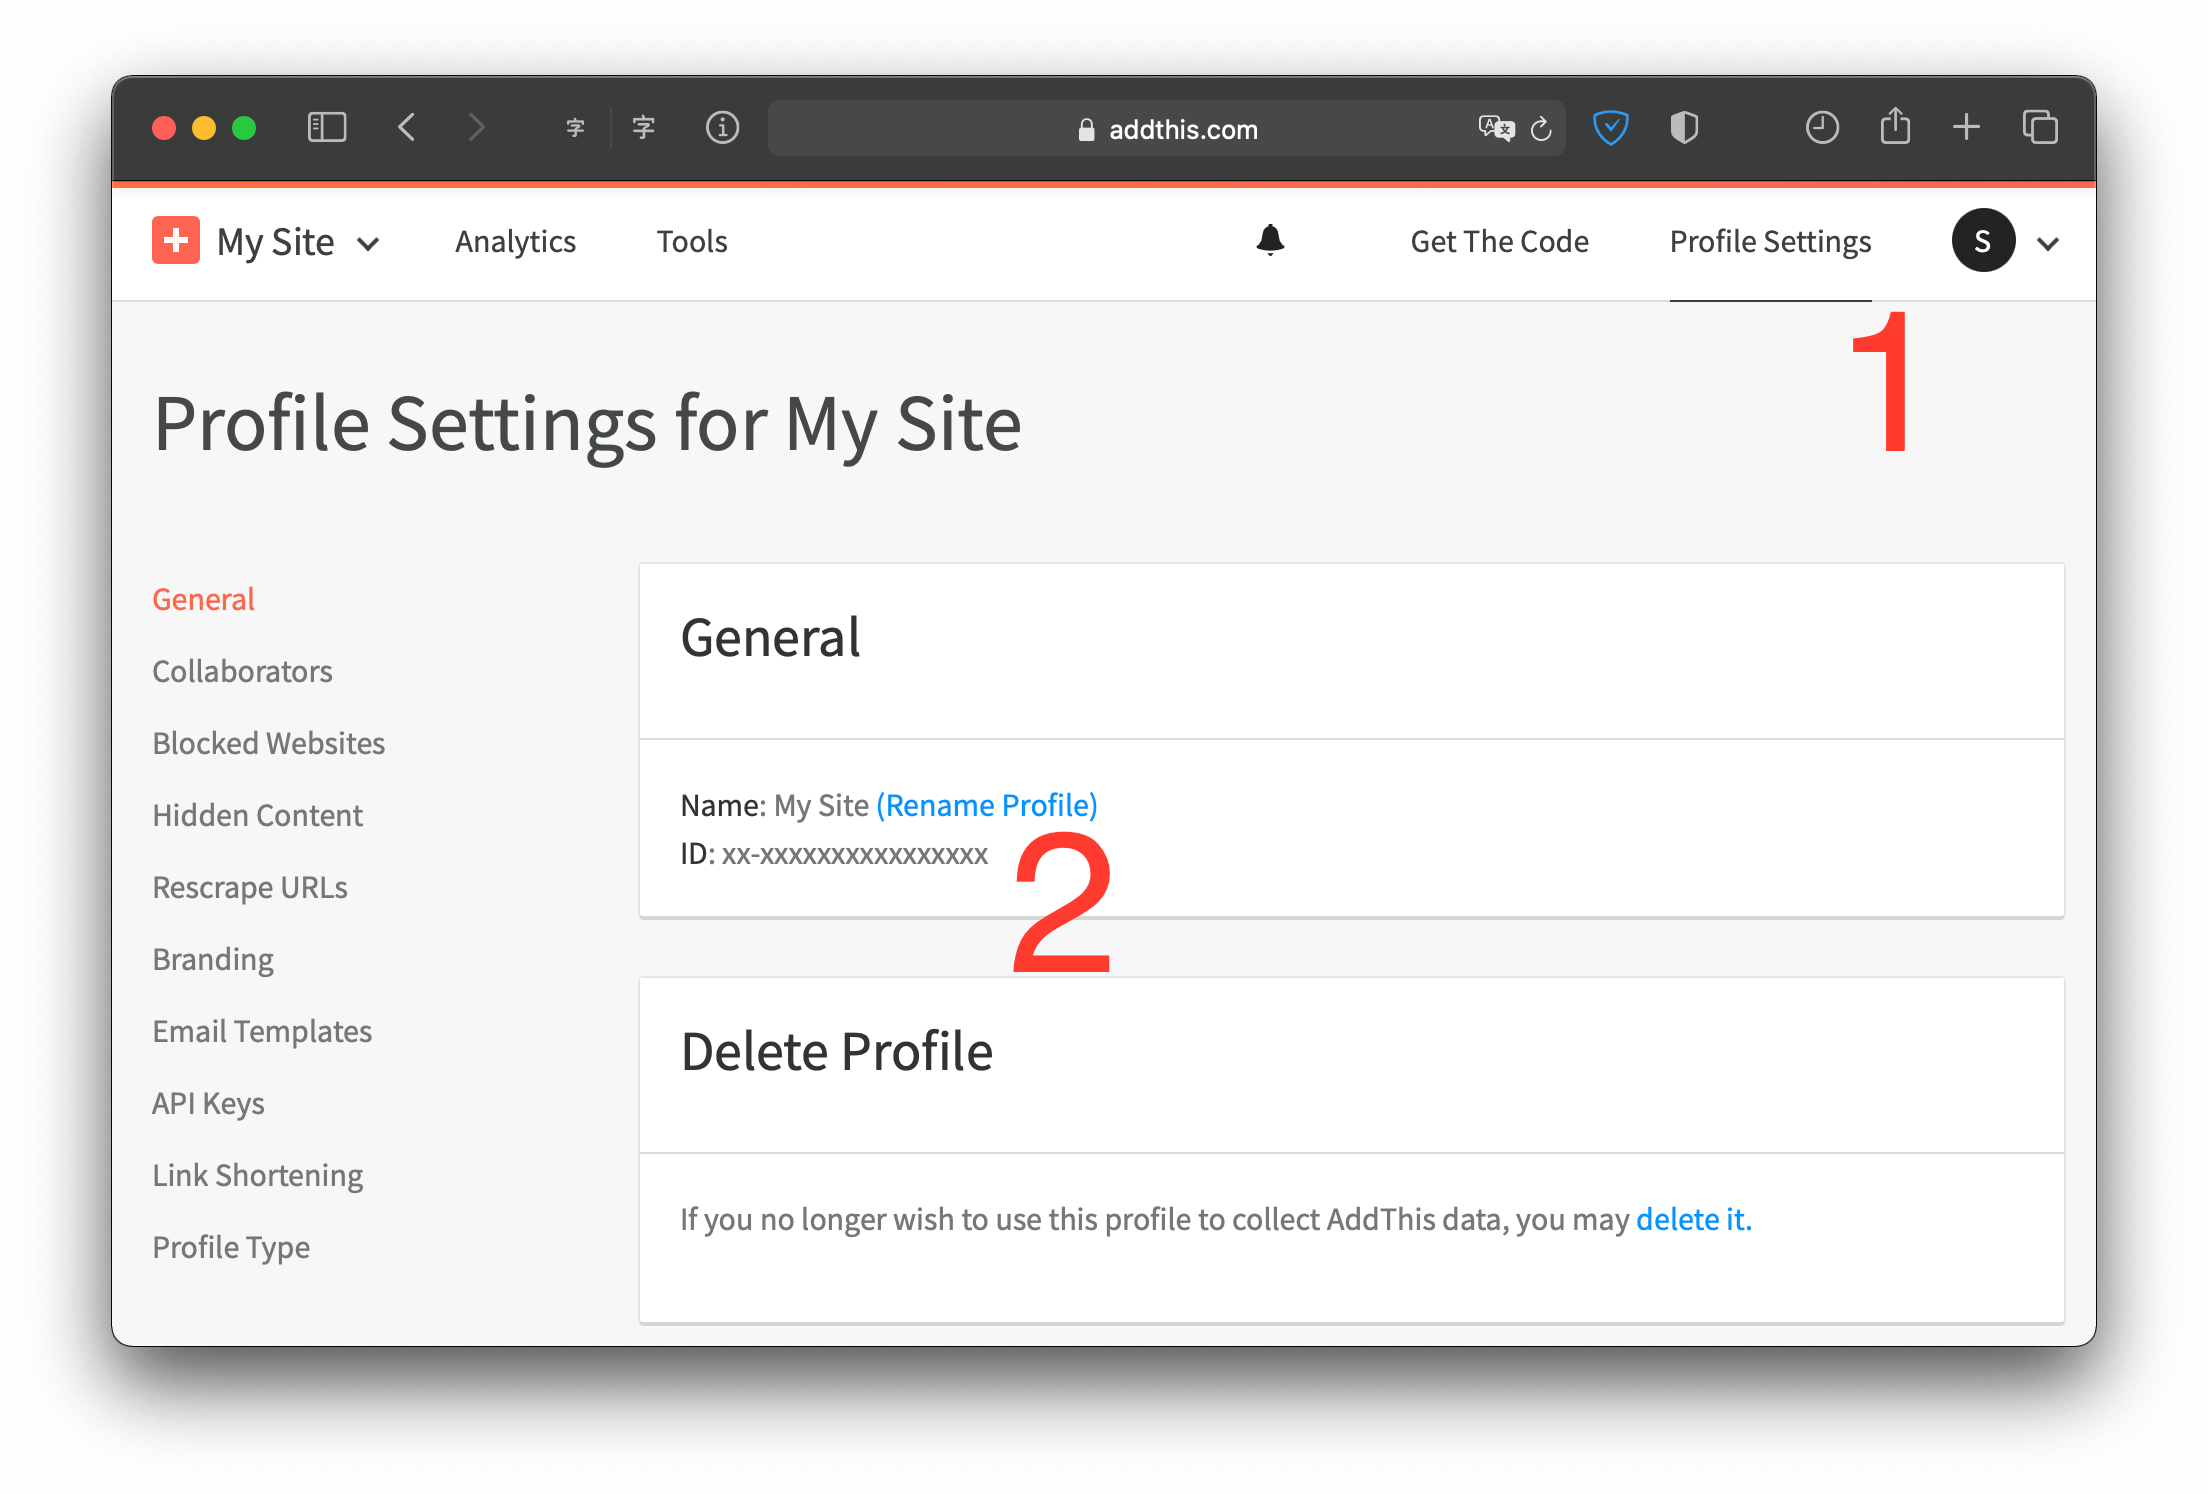 字 字 addthis.com
My Site Analytics Tools Get The Code Profile Settings S
1
Profile Settings for My Site
General
Collaborators
Blocked Websites
Hidden Content
Rescrape URLs
Branding
Email Templates
API Keys
Link Shortening
Profile Type
General
Name: My Site (Rename Profile)
ID: xx-xxxxxxxxxxxxxxxx
2
Delete Profile
If you no longer wish to use this profile to collect AddThis data, you may delete it.